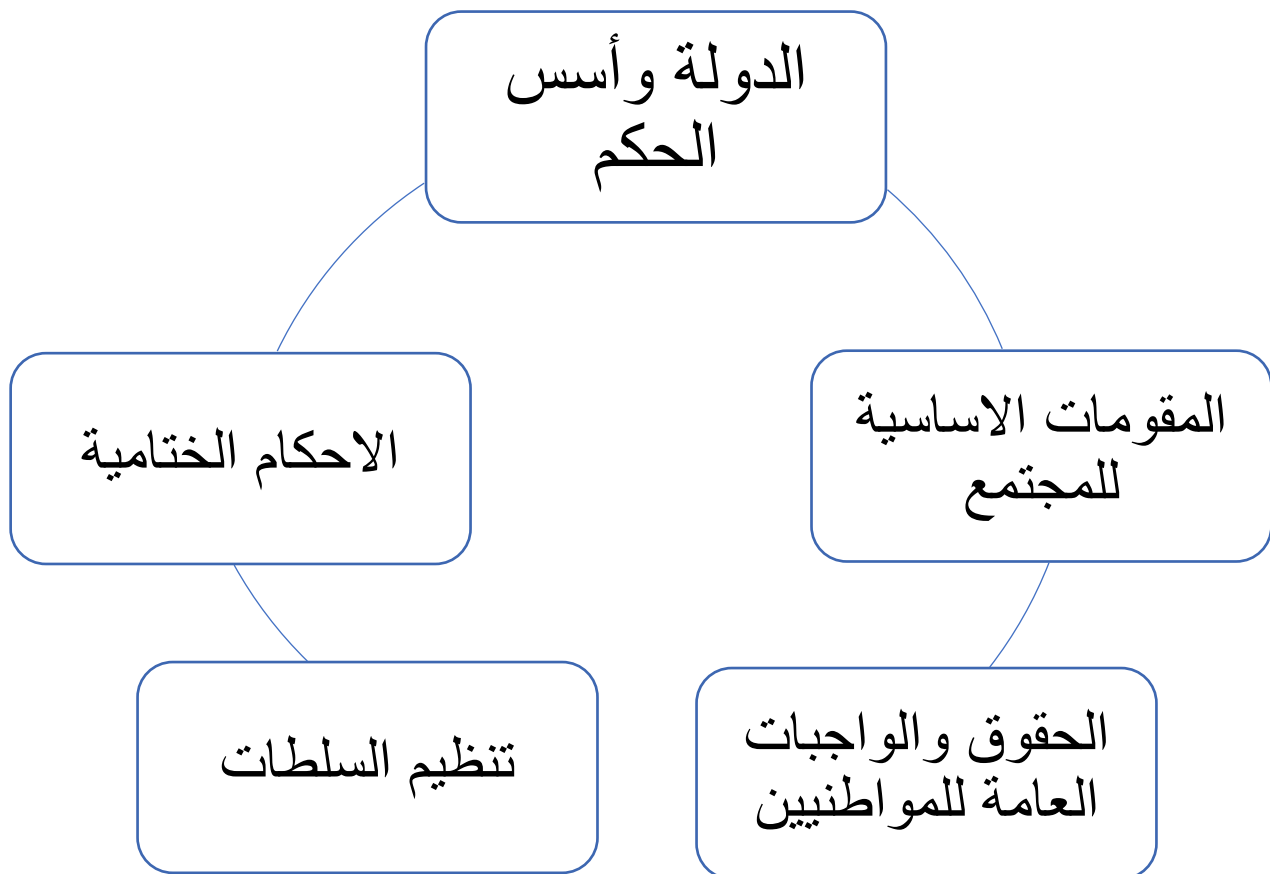 الدولة وأسس
الحكم
المقومات الاساسية
للمجتمع
الحقوق والواجبات
العامة للمواطنيين
تنظيم السلطات
الاحكام الختامية